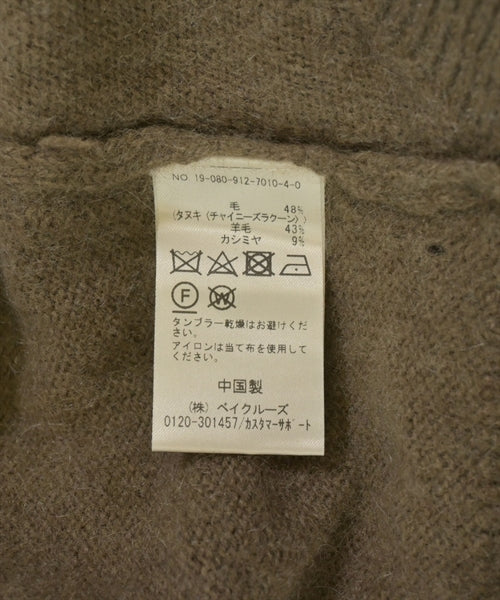 NO. 19-080-912-7010-4-0
毛 48%
(タヌキ（チャイニーズラクーン）)
羊毛 43%
カシミヤ 9%
F W
タンブラー乾燥はお避けくだ
さい。
アイロンは当て布を使用して
ください。
中国製
(株) ベイクルーズ
0120-301457/カスタマーサポート